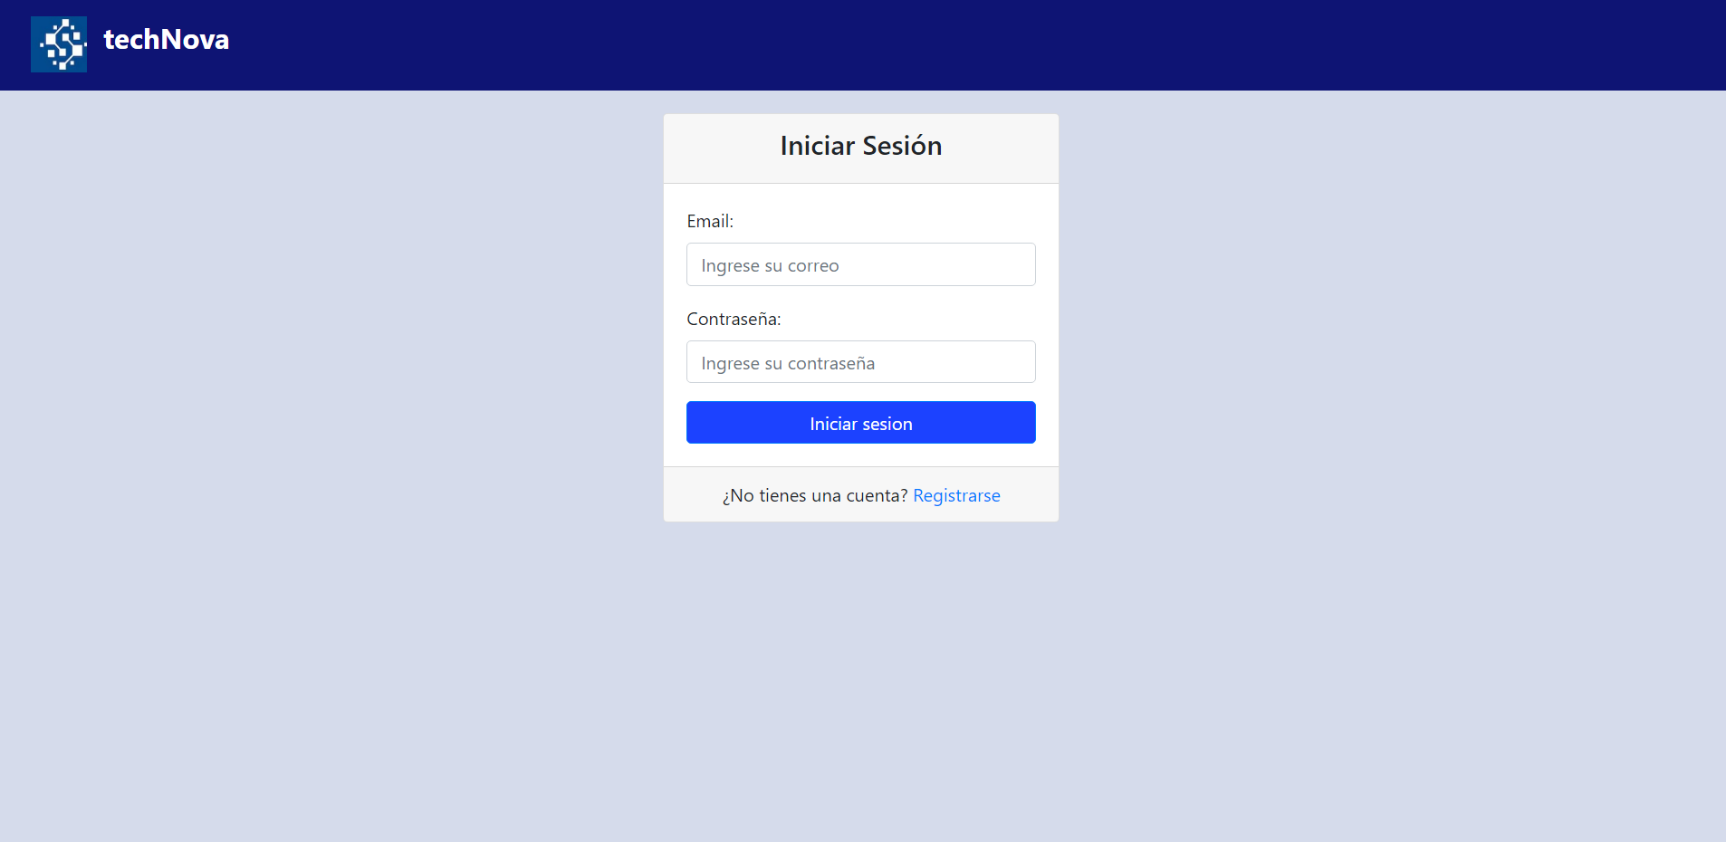 techNova
Iniciar Sesión
Email:
Ingrese su correo
Contraseña:
Ingrese su contraseña
Iniciar sesion
¿No tienes una cuenta? Registrarse